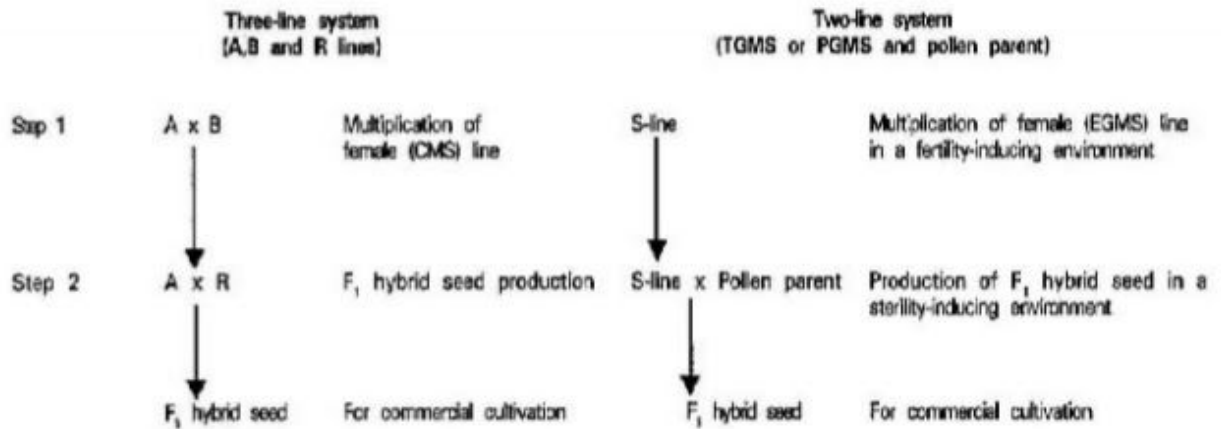 Three-line system
(A,B and R lines)
Two-line system
(TGMS or PGMS and pollen parent)
Step 1
A x B
Multiplication of
female (CMS) line
S-line
Multiplication of female (EGMS) line
in a fertility-inducing environment
Step 2
A x R
F₁ hybrid seed production
S-line x Pollen parent
Production of F₁ hybrid seed in a
sterility-inducing environment
F₁ hybrid seed
For commercial cultivation
F₁ hybrid seed
For commercial cultivation